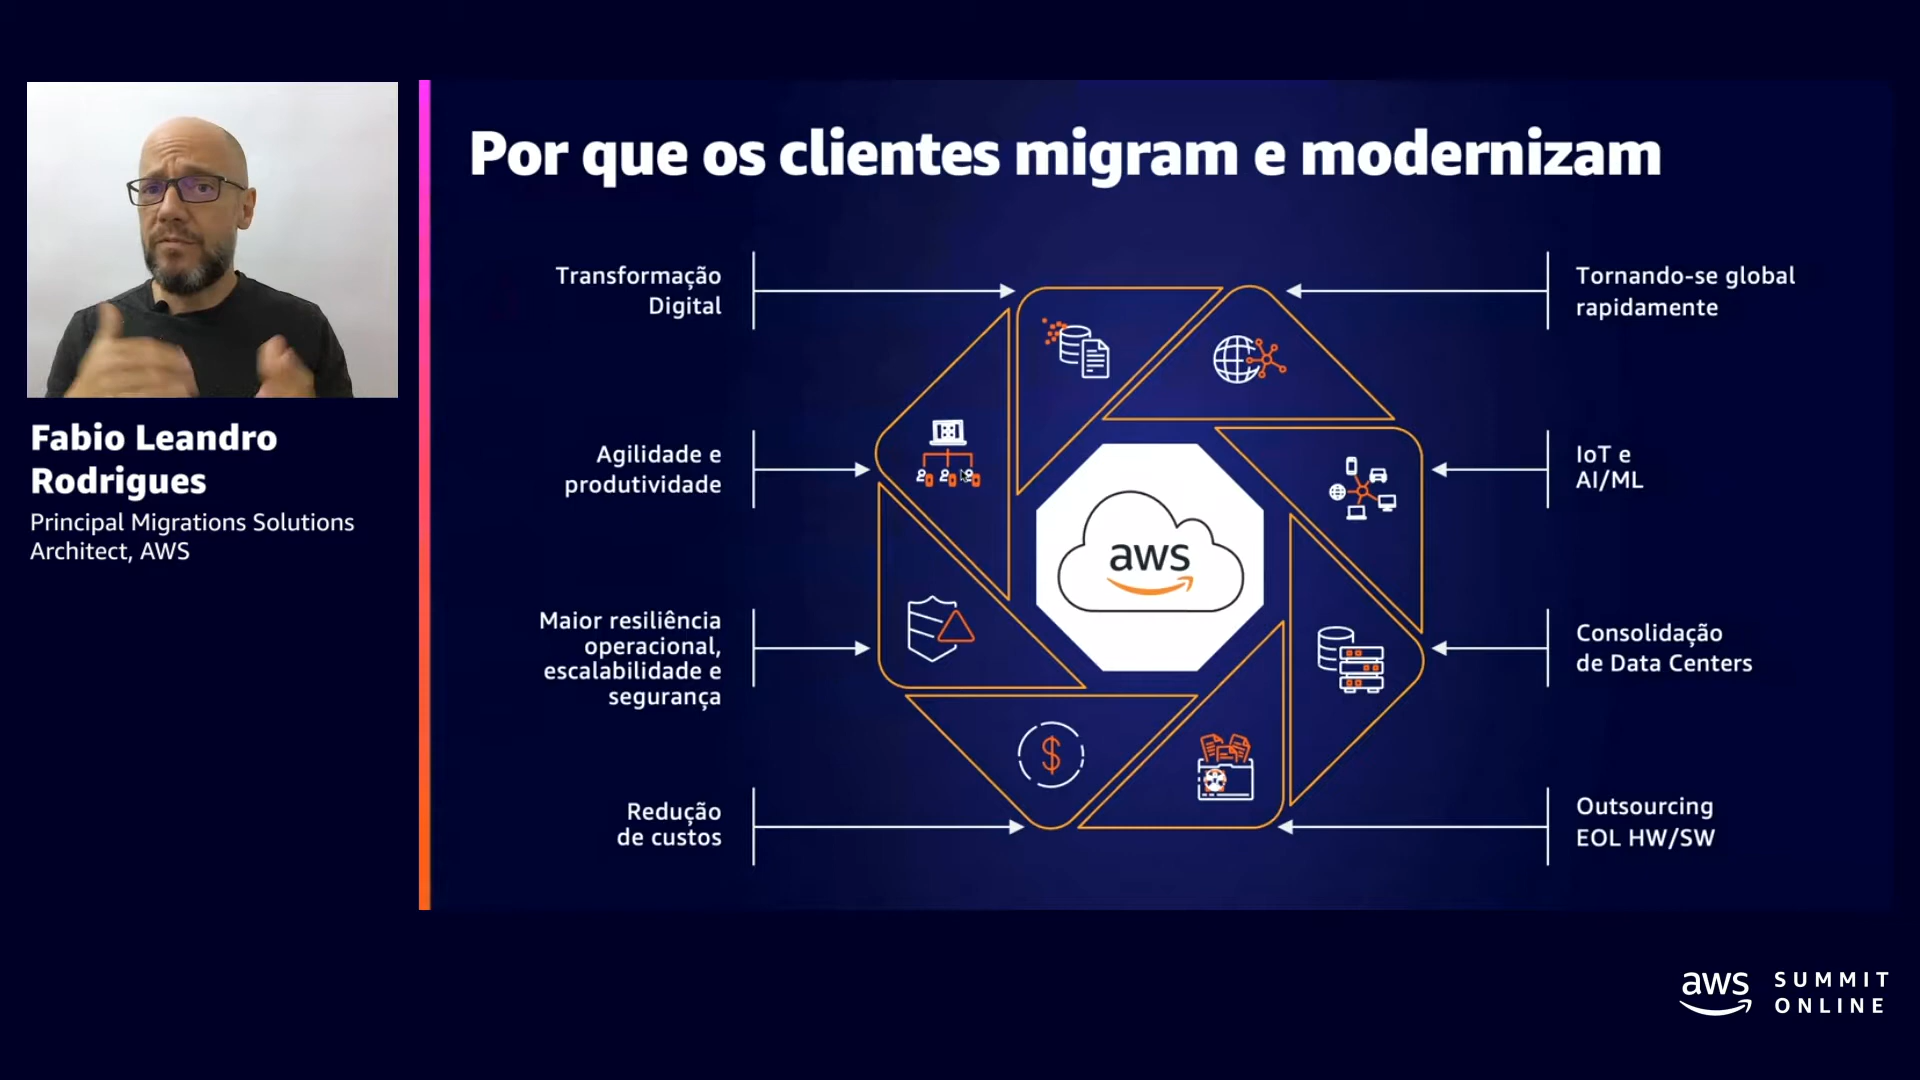 Por que os clientes migram e modernizam
Fabio Leandro
Rodrigues
Principal Migrations Solutions
Architect, AWS
Transformação
Digital
Agilidade e
produtividade
Maior resiliência
operacional,
escalabilidade e
segurança
Redução
de custos
aws
$
Tornando-se global
rapidamente
IoT e
AI/ML
Consolidação
de Data Centers
Outsourcing
EOL HW/SW
aws
SUMMIT
ONLINE